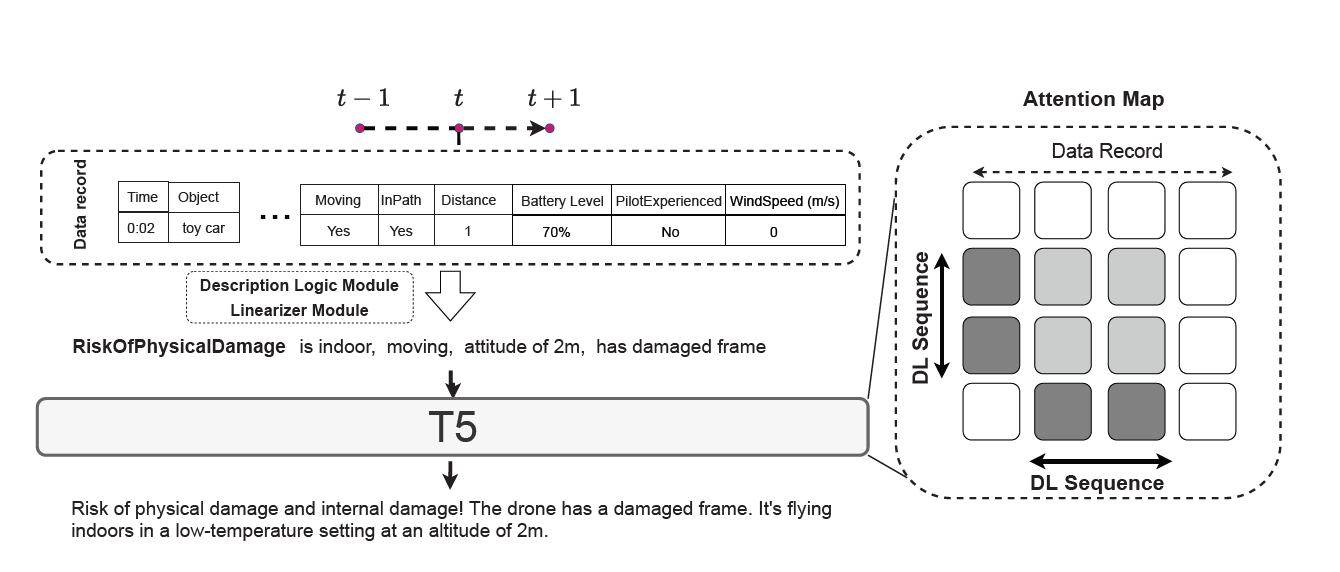 t − 1 t t + 1
Data record
Time Object ... Moving InPath Distance Battery Level PilotExperienced WindSpeed (m/s)
0:02 toy car Yes Yes 1 70% No 0
Description Logic Module
Linearizer Module
RiskOfPhysicalDamage is indoor, moving, attitude of 2m, has damaged frame
T5
Risk of physical damage and internal damage! The drone has a damaged frame. It's flying
indoors in a low-temperature setting at an altitude of 2m.
Attention Map
Data Record
DL Sequence
DL Sequence